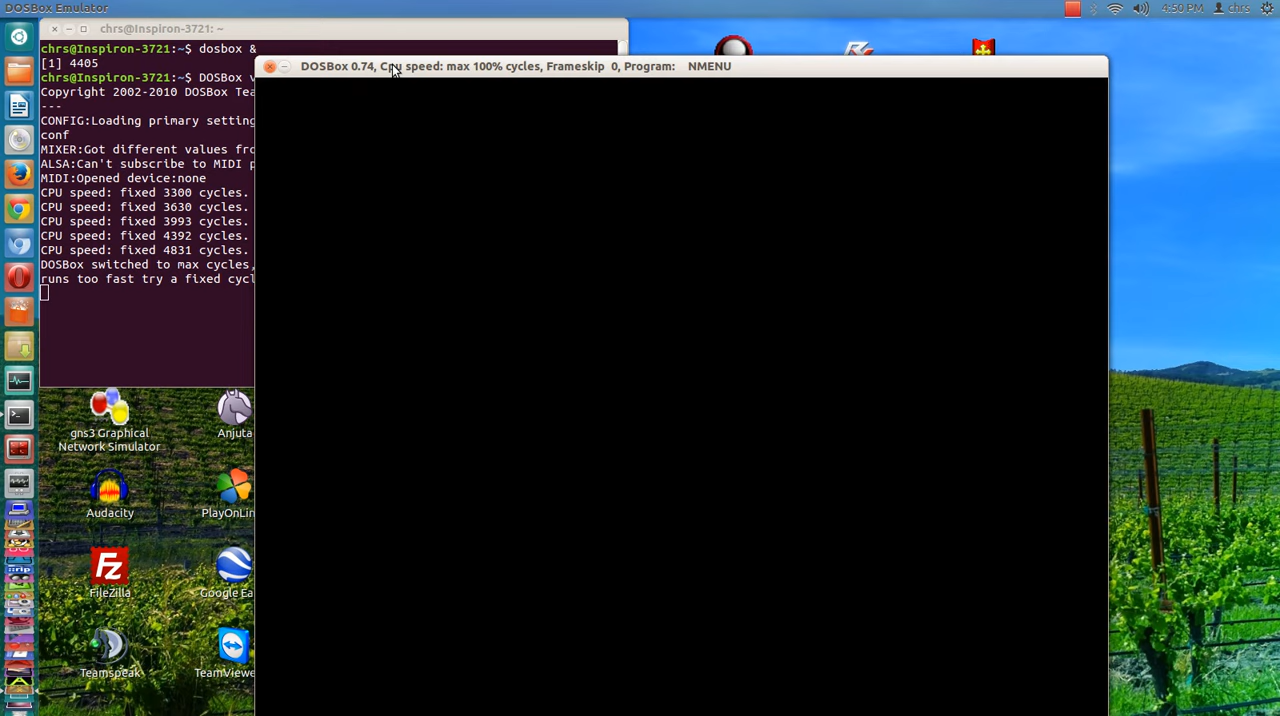 DOSBox Emulator
4:50 PM
chrs
chrs@Inspiron-3721: ~
chrs@Inspiron-3721:~$ dosbox &
[1] 4405
chrs@Inspiron-3721:~$ DOSBox v
Copyright 2002-2010 DOSBox Tea
---
CONFIG:Loading primary setting
conf
MIXER:Got different values fro
ALSA:Can't subscribe to MIDI p
MIDI:Opened device:none
CPU speed: fixed 3300 cycles.
CPU speed: fixed 3630 cycles.
CPU speed: fixed 3993 cycles.
CPU speed: fixed 4392 cycles.
CPU speed: fixed 4831 cycles.
DOSBox switched to max cycles,
runs too fast try a fixed cycl
DOSBox 0.74, Cpu speed: max 100% cycles, Frameskip 0, Program: NMENU
gns3 Graphical
Network Simulator
Anjuta
Audacity
PlayOnLin
FileZilla
Google Ea
Teamspeak
TeamViewe